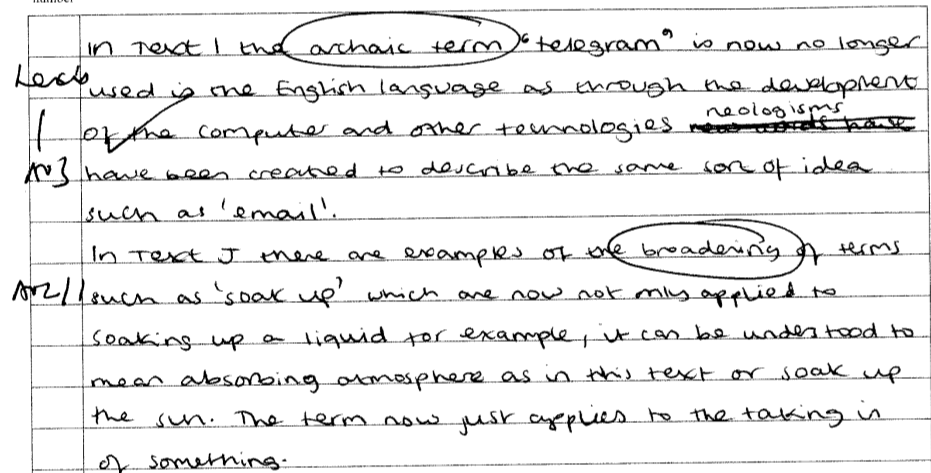 number
In Text I the archaic term "telegram" is now no longer
Lexis used is the English language as through the development
of the computer and other technologies neologisms
AO3 have been created to describe the same sort of idea
such as 'email'.
In Text J there are examples of the broadening of terms
AO2 such as 'soak up' which are now not only applied to
soaking up a liquid for example, it can be understood to
mean absorbing atmosphere as in this text or soak up
the sun. The term now just applies to the taking in
of something.